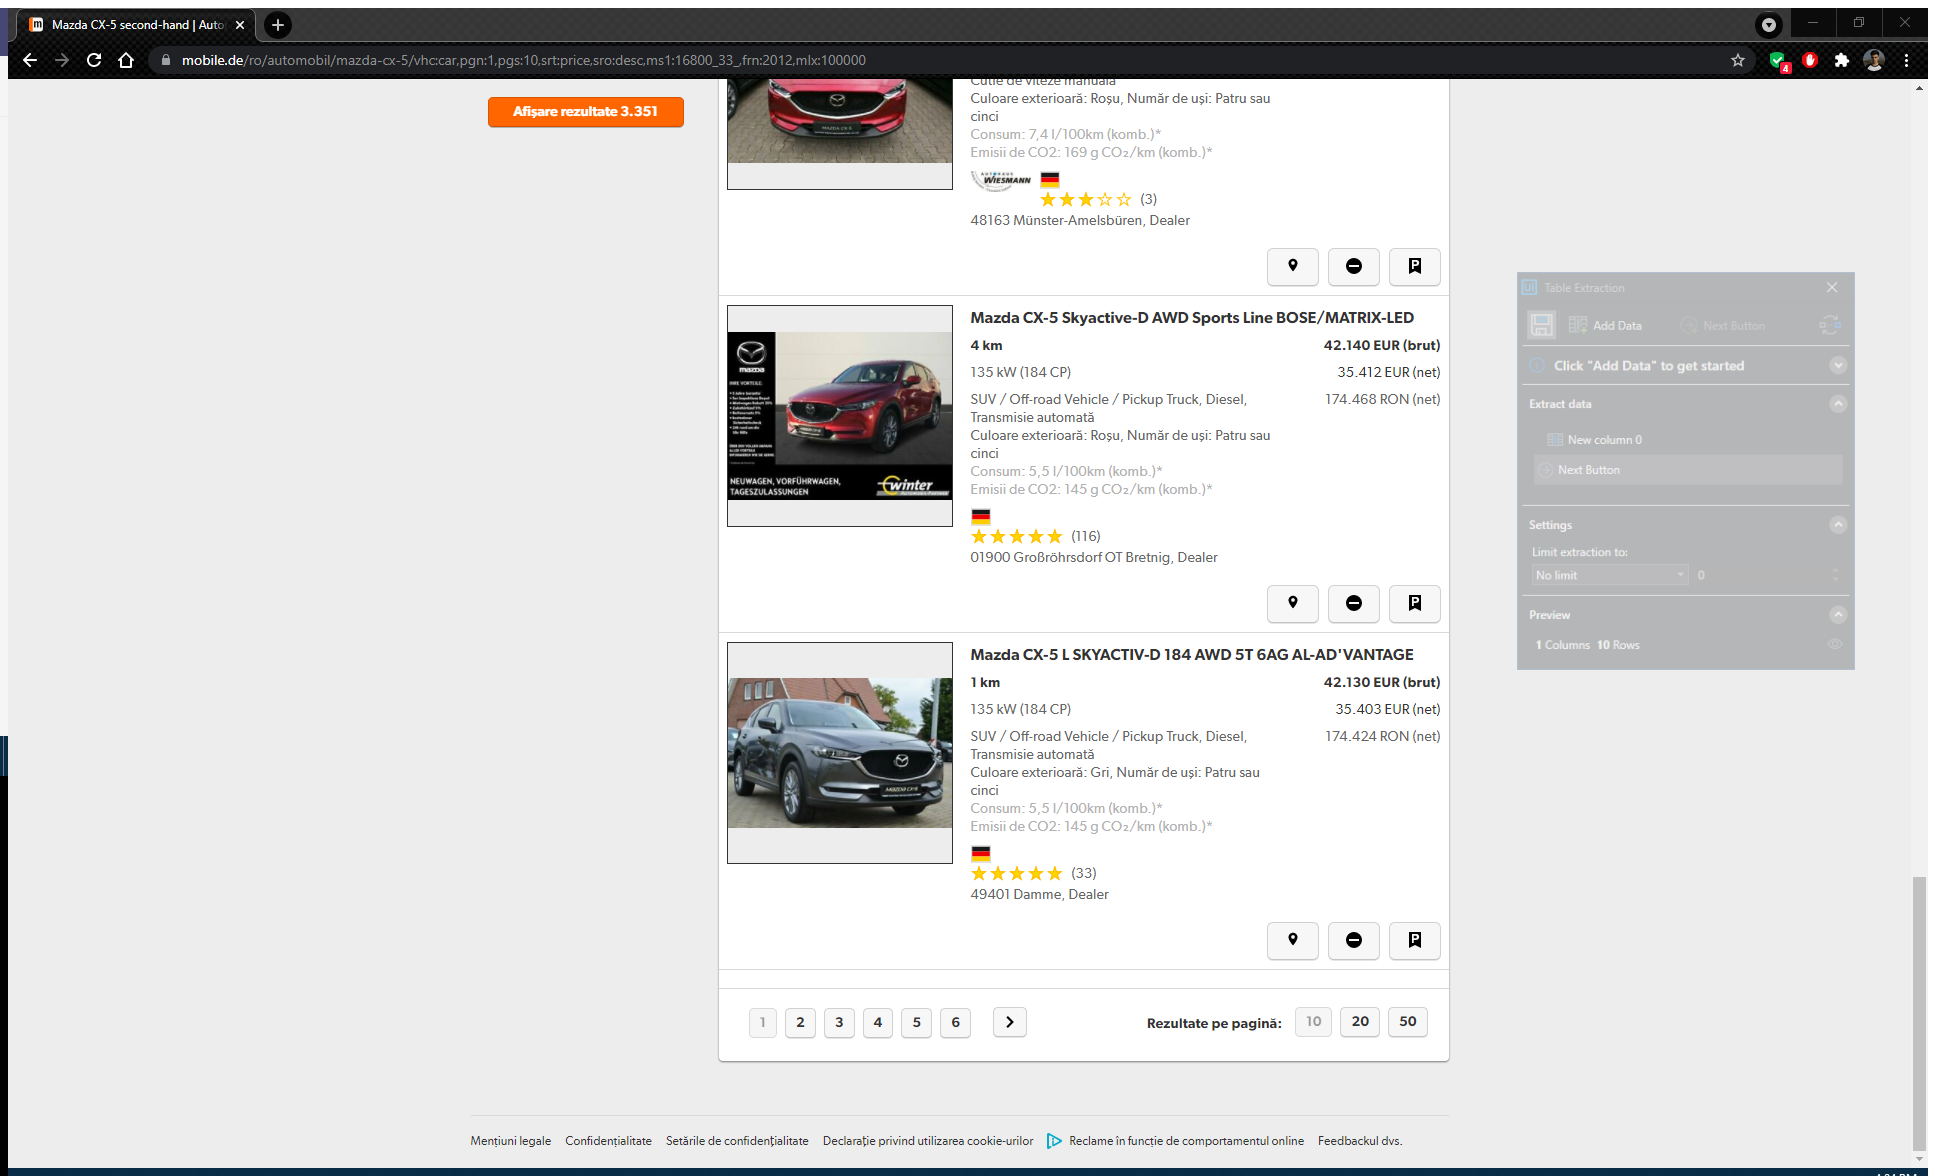 Mazda CX-5 second-hand | Auto
mobile.de/ro/automobil/mazda-cx-5/vhc:car,pgn:1,pgs:10,srt:price,sro:desc,ms1:16800_33_,frn:2012,mlx:100000
4
Afișare rezultate 3.351
Cutie de viteze manuală
Culoare exterioară: Roșu, Număr de uși: Patru sau
cinci
Consum: 7,4 l/100km (komb.)*
Emisii de CO2: 169 g CO₂/km (komb.)*
AUTOHAUS
WIESMANN
(3)
48163 Münster-Amelsbüren, Dealer
Mazda CX-5 Skyactive-D AWD Sports Line BOSE/MATRIX-LED
4 km
42.140 EUR (brut)
135 kW (184 CP)
35.412 EUR (net)
SUV / Off-road Vehicle / Pickup Truck, Diesel,
174.468 RON (net)
Transmisie automată
Culoare exterioară: Roșu, Număr de uși: Patru sau
cinci
Consum: 5,5 l/100km (komb.)*
Emisii de CO2: 145 g CO₂/km (komb.)*
mazda
IHRE VORTEILE:
NEUWAGEN, VORFÜHRWAGEN,
TAGESZULASSUNGEN
winter
(116)
01900 Großröhrsdorf OT Bretnig, Dealer
Mazda CX-5 L SKYACTIV-D 184 AWD 5T 6AG AL-AD'VANTAGE
1 km
42.130 EUR (brut)
135 kW (184 CP)
35.403 EUR (net)
SUV / Off-road Vehicle / Pickup Truck, Diesel,
174.424 RON (net)
Transmisie automată
Culoare exterioară: Gri, Număr de uși: Patru sau
cinci
Consum: 5,5 l/100km (komb.)*
Emisii de CO2: 145 g CO₂/km (komb.)*
MAZDA CX-5
(33)
49401 Damme, Dealer
1 2 3 4 5 6
Rezultate pe pagină: 10 20 50
Mențiuni legale Confidențialitate Setările de confidențialitate Declarație privind utilizarea cookie-urilor Reclame în funcție de comportamentul online Feedbackul dvs.
Ui Table Extraction
Add Data Next Button
Click "Add Data" to get started
Extract data
New column 0
Next Button
Settings
Limit extraction to:
No limit 0
Preview
1 Columns 10 Rows